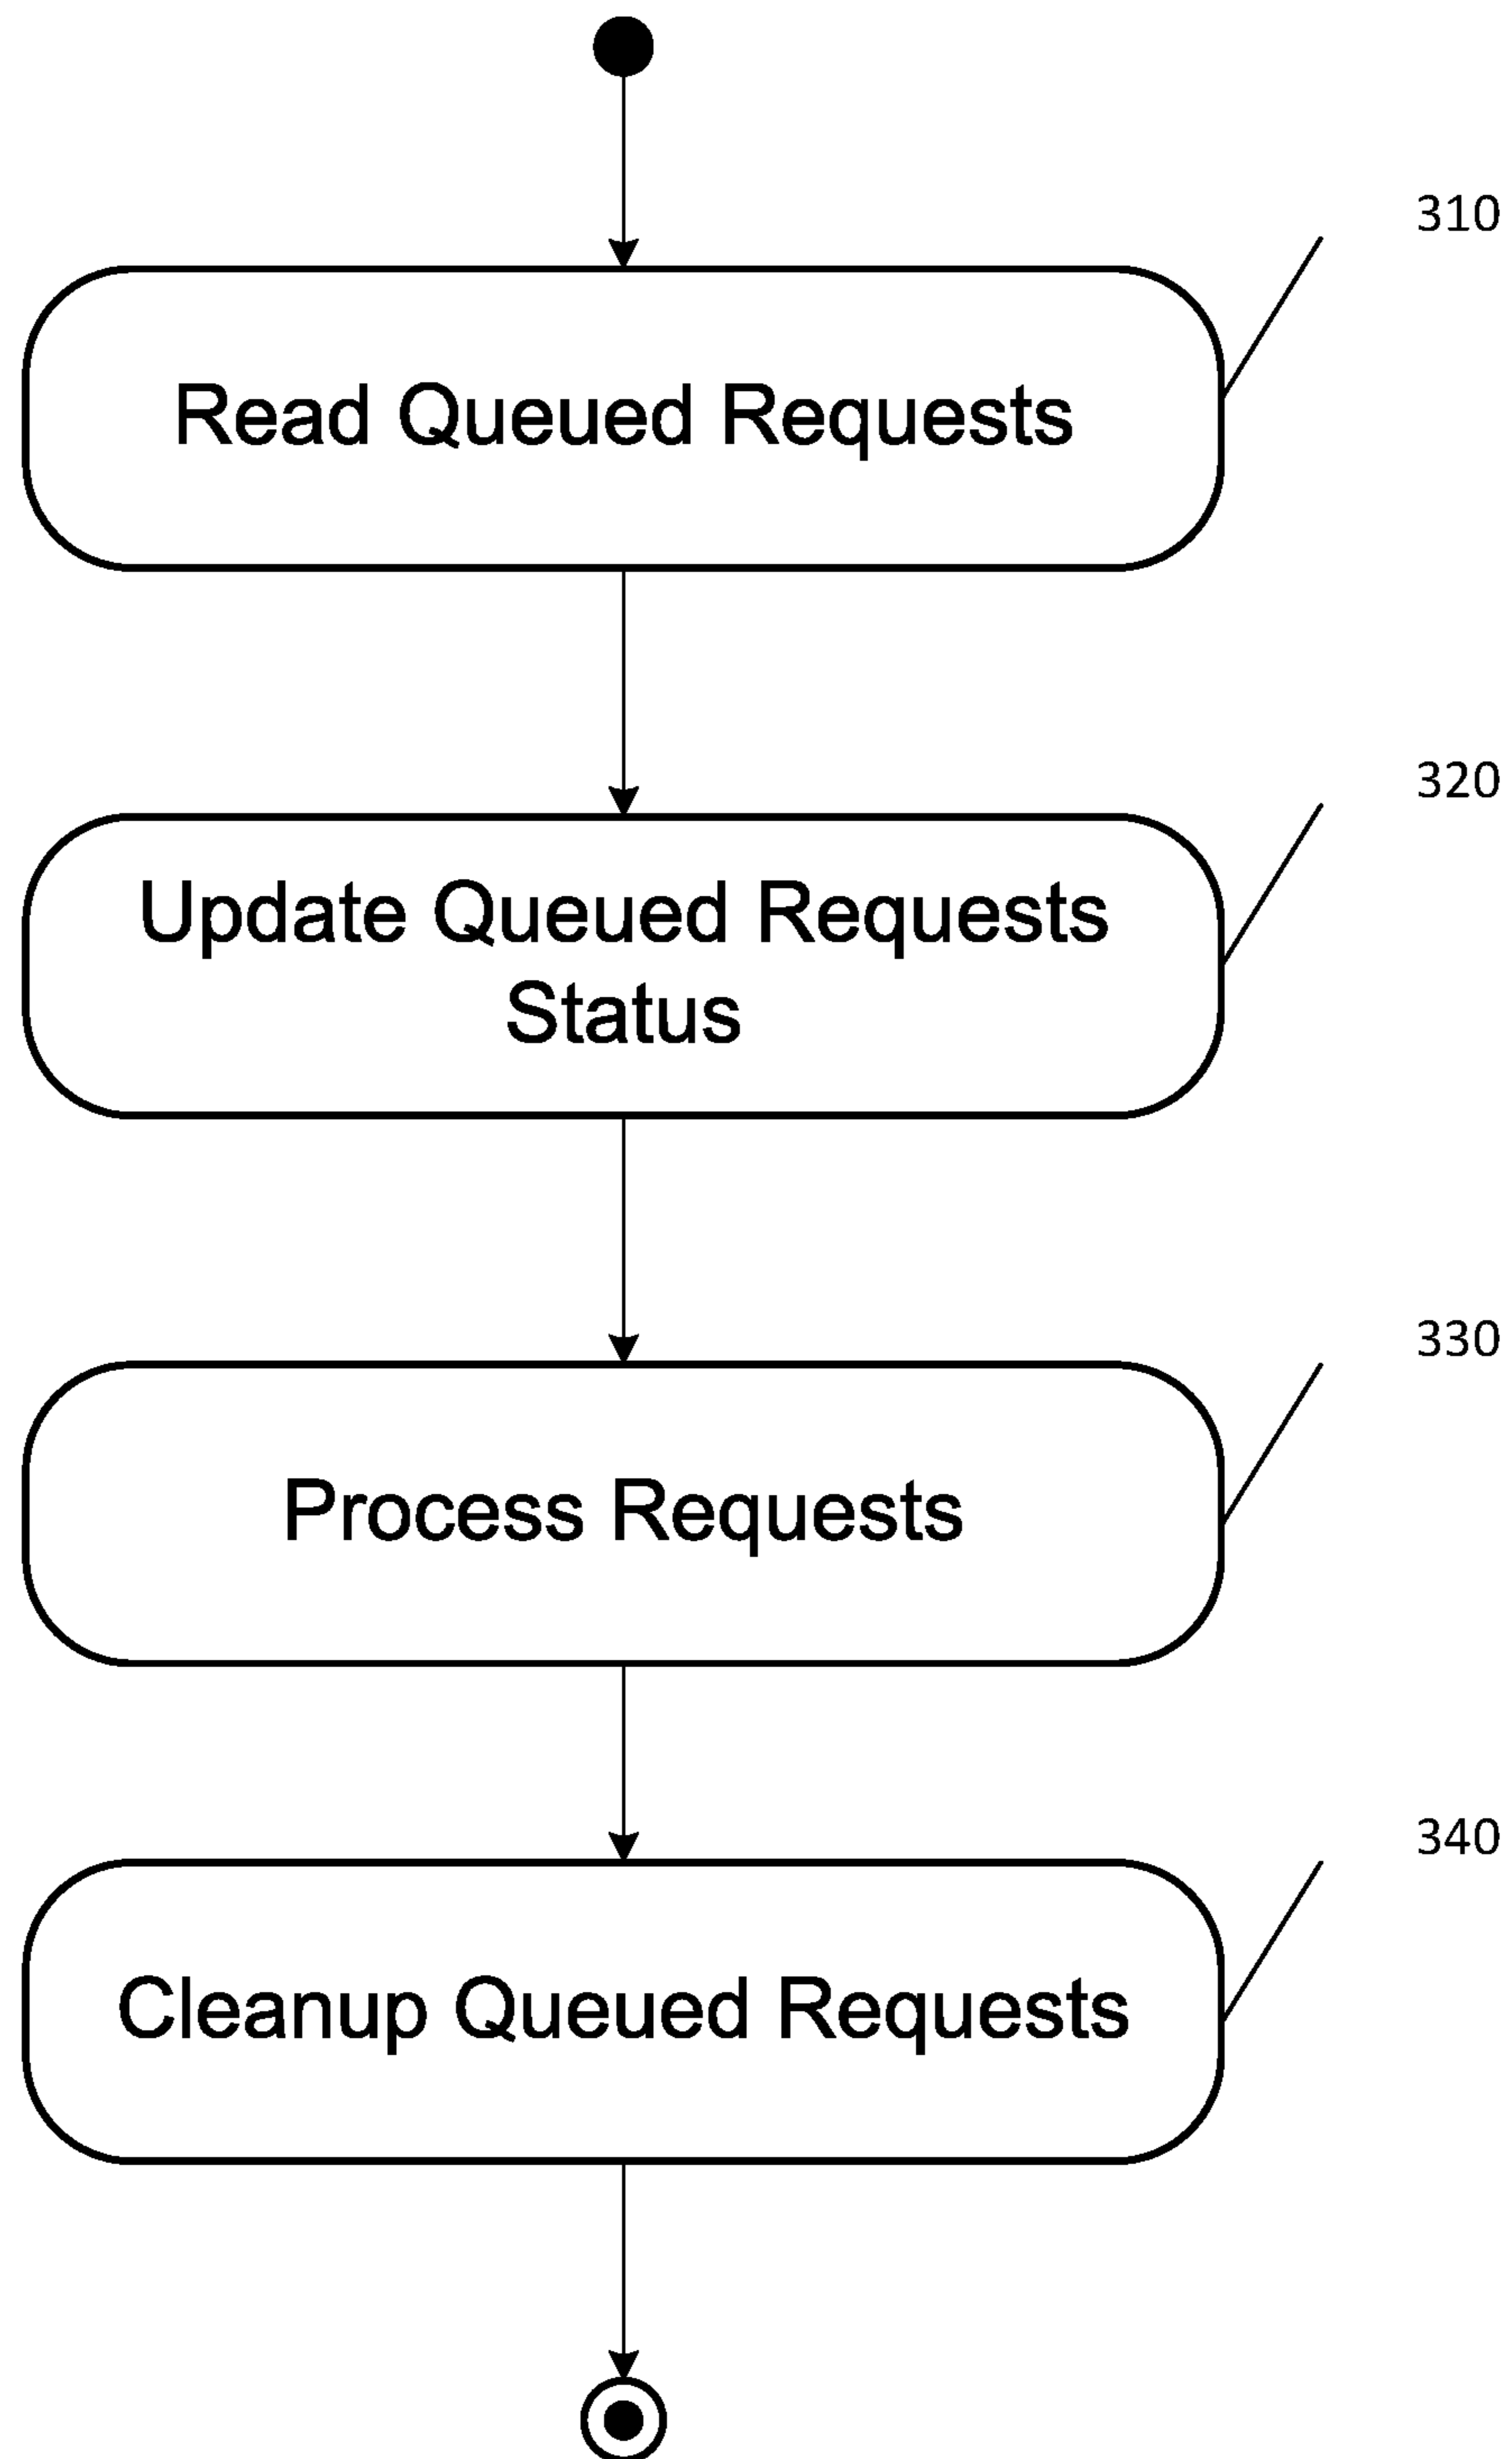 310
Read Queued Requests
320
Update Queued Requests
Status
330
Process Requests
340
Cleanup Queued Requests